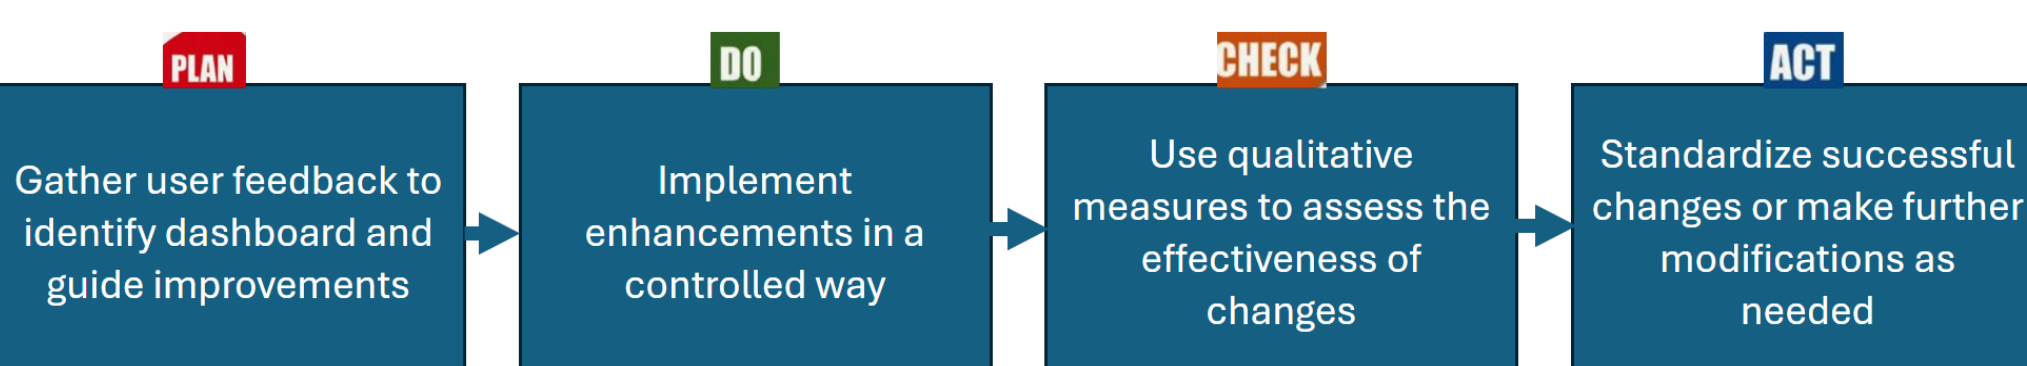 PLAN
Gather user feedback to
identify dashboard and
guide improvements
DO
Implement
enhancements in a
controlled way
CHECK
Use qualitative
measures to assess the
effectiveness of
changes
ACT
Standardize successful
changes or make further
modifications as
needed